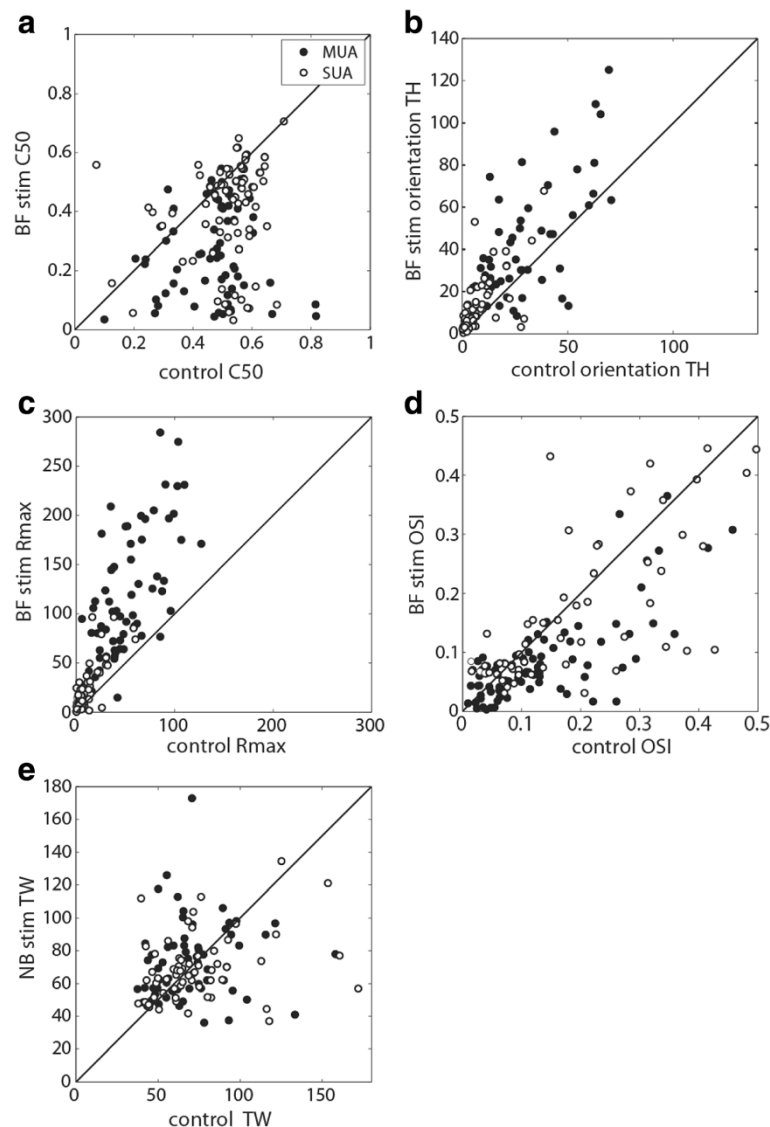 a
1
MUA
SUA
0.8
0.6
0.4
0.2
0
BF stim C50
0 0.2 0.4 0.6 0.8 1
control C50
b
140
120
100
80
60
40
20
0
BF stim orientation TH
0 50 100
control orientation TH
c
300
250
200
150
100
50
0
BF stim Rmax
0 100 200 300
control Rmax
d
0.5
0.4
0.3
0.2
0.1
0
BF stim OSI
0 0.1 0.2 0.3 0.4 0.5
control OSI
e
180
160
140
120
100
80
60
40
20
0
NB stim TW
0 50 100 150
control TW